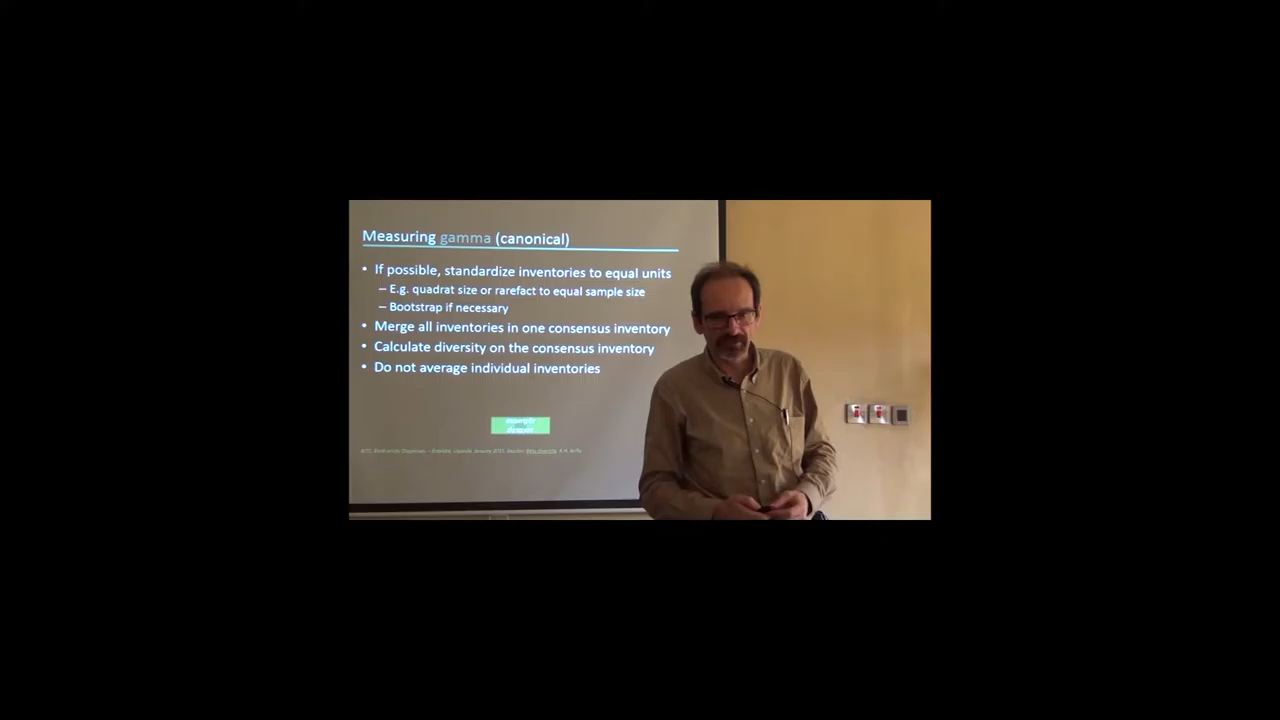 Measuring gamma (canonical)
• If possible, standardize inventories to equal units
– E.g. quadrat size or rarefact to equal sample size
– Bootstrap if necessary
• Merge all inventories in one consensus inventory
• Calculate diversity on the consensus inventory
• Do not average individual inventories